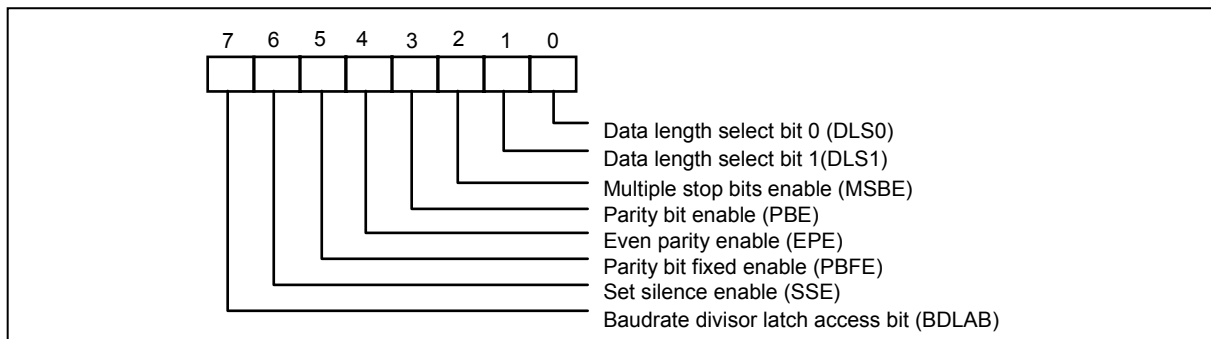 7 6 5 4 3 2 1 0
Data length select bit 0 (DLS0)
Data length select bit 1(DLS1)
Multiple stop bits enable (MSBE)
Parity bit enable (PBE)
Even parity enable (EPE)
Parity bit fixed enable (PBFE)
Set silence enable (SSE)
Baudrate divisor latch access bit (BDLAB)